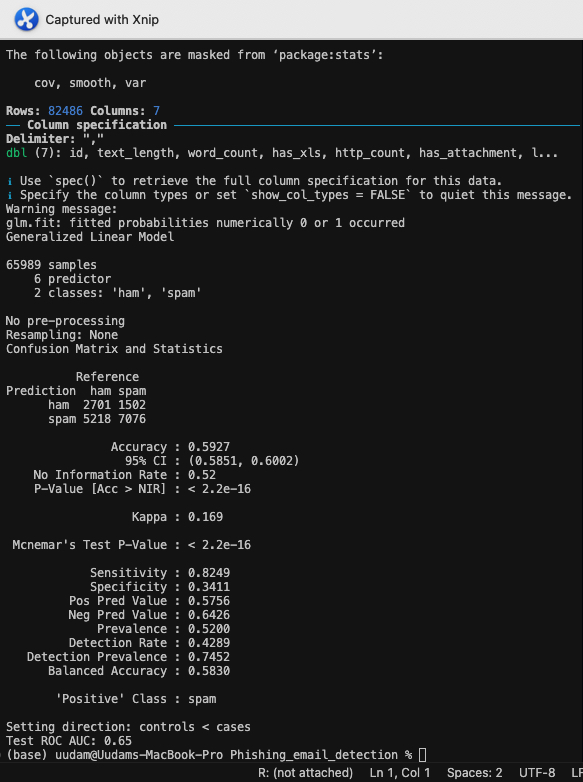 Captured with Xnip
The following objects are masked from ‘package:stats’:
cov, smooth, var
Rows: 82486 Columns: 7
── Column specification ──
Delimiter: ","
dbl (7): id, text_length, word_count, has_xls, http_count, has_attachment, l...
ℹ Use `spec()` to retrieve the full column specification for this data.
ℹ Specify the column types or set `show_col_types = FALSE` to quiet this message.
Warning message:
glm.fit: fitted probabilities numerically 0 or 1 occurred
Generalized Linear Model
65989 samples
6 predictor
2 classes: 'ham', 'spam'
No pre-processing
Resampling: None
Confusion Matrix and Statistics
Reference
Prediction ham spam
ham 2701 1502
spam 5218 7076
Accuracy : 0.5927
95% CI : (0.5851, 0.6002)
No Information Rate : 0.52
P-Value [Acc > NIR] : < 2.2e-16
Kappa : 0.169
Mcnemar's Test P-Value : < 2.2e-16
Sensitivity : 0.8249
Specificity : 0.3411
Pos Pred Value : 0.5756
Neg Pred Value : 0.6426
Prevalence : 0.5200
Detection Rate : 0.4289
Detection Prevalence : 0.7452
Balanced Accuracy : 0.5830
'Positive' Class : spam
Setting direction: controls < cases
Test ROC AUC: 0.65
(base) uudam@Uudams-MacBook-Pro Phishing_email_detection %
R: (not attached) Ln 1, Col 1 Spaces: 2 UTF-8 LF